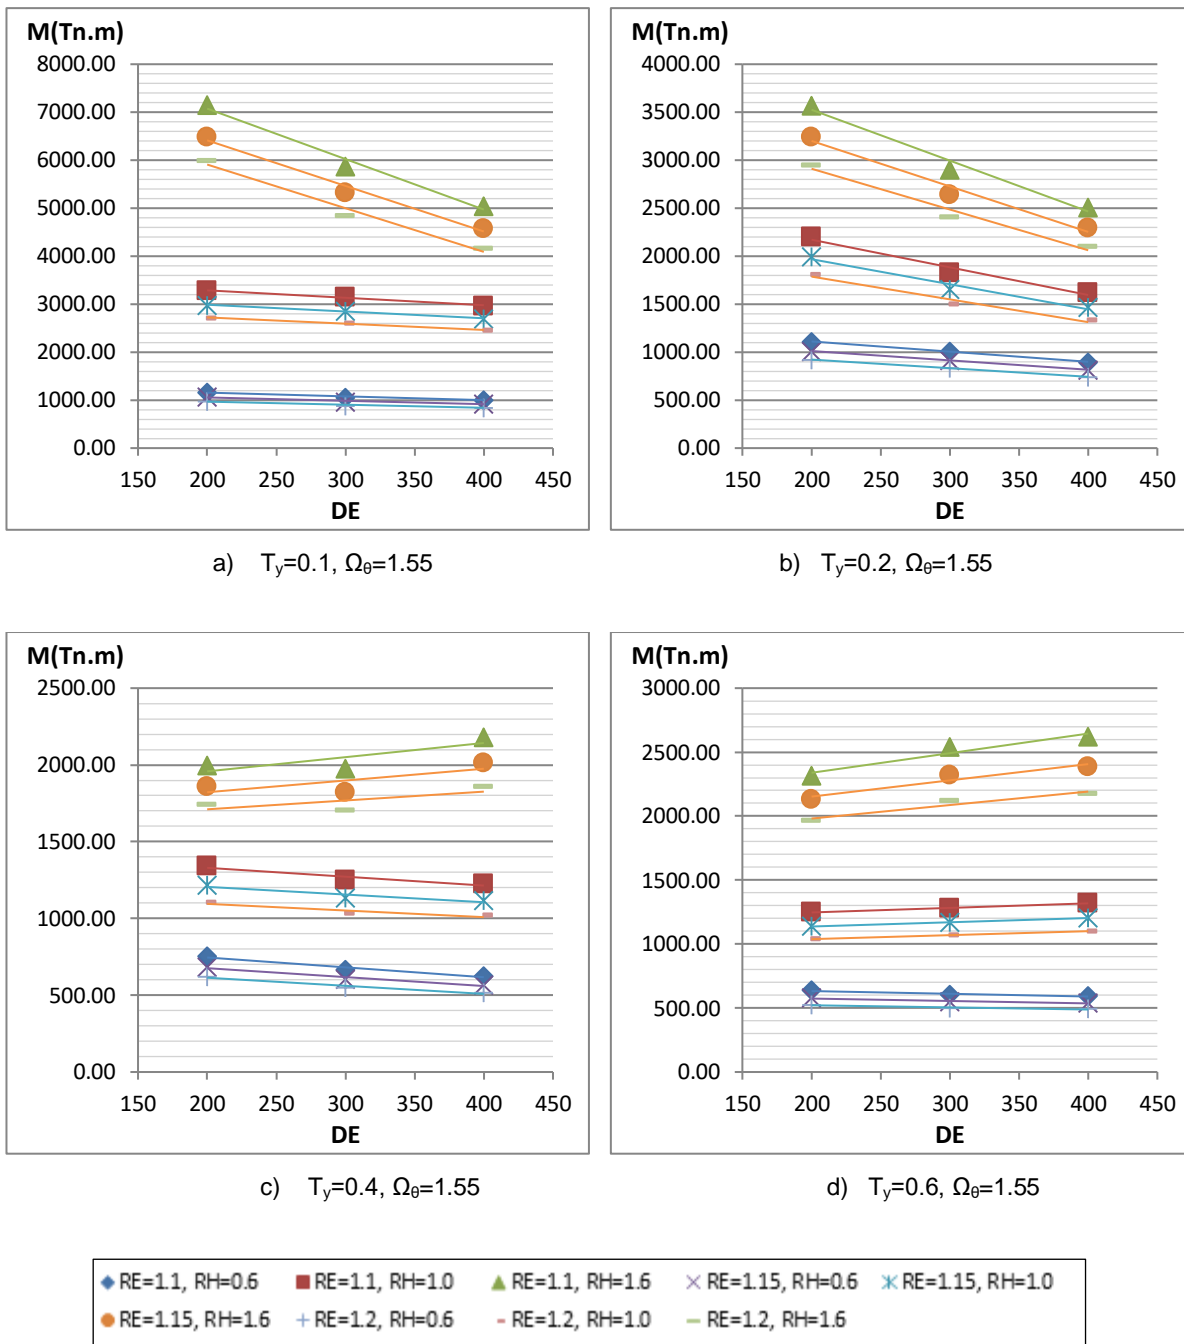 M(Tn.m)
8000.00
7000.00
6000.00
5000.00
4000.00
3000.00
2000.00
1000.00
0.00
150 200 250 300 350 400 450
DE
a) Ty=0.1, Ωθ=1.55
M(Tn.m)
4000.00
3500.00
3000.00
2500.00
2000.00
1500.00
1000.00
500.00
0.00
150 200 250 300 350 400 450
DE
b) Ty=0.2, Ωθ=1.55
M(Tn.m)
2500.00
2000.00
1500.00
1000.00
500.00
0.00
150 200 250 300 350 400 450
DE
c) Ty=0.4, Ωθ=1.55
M(Tn.m)
3000.00
2500.00
2000.00
1500.00
1000.00
500.00
0.00
150 200 250 300 350 400 450
DE
d) Ty=0.6, Ωθ=1.55
RE=1.1, RH=0.6 RE=1.1, RH=1.0 RE=1.1, RH=1.6 RE=1.15, RH=0.6 RE=1.15, RH=1.0
RE=1.15, RH=1.6 RE=1.2, RH=0.6 RE=1.2, RH=1.0 RE=1.2, RH=1.6